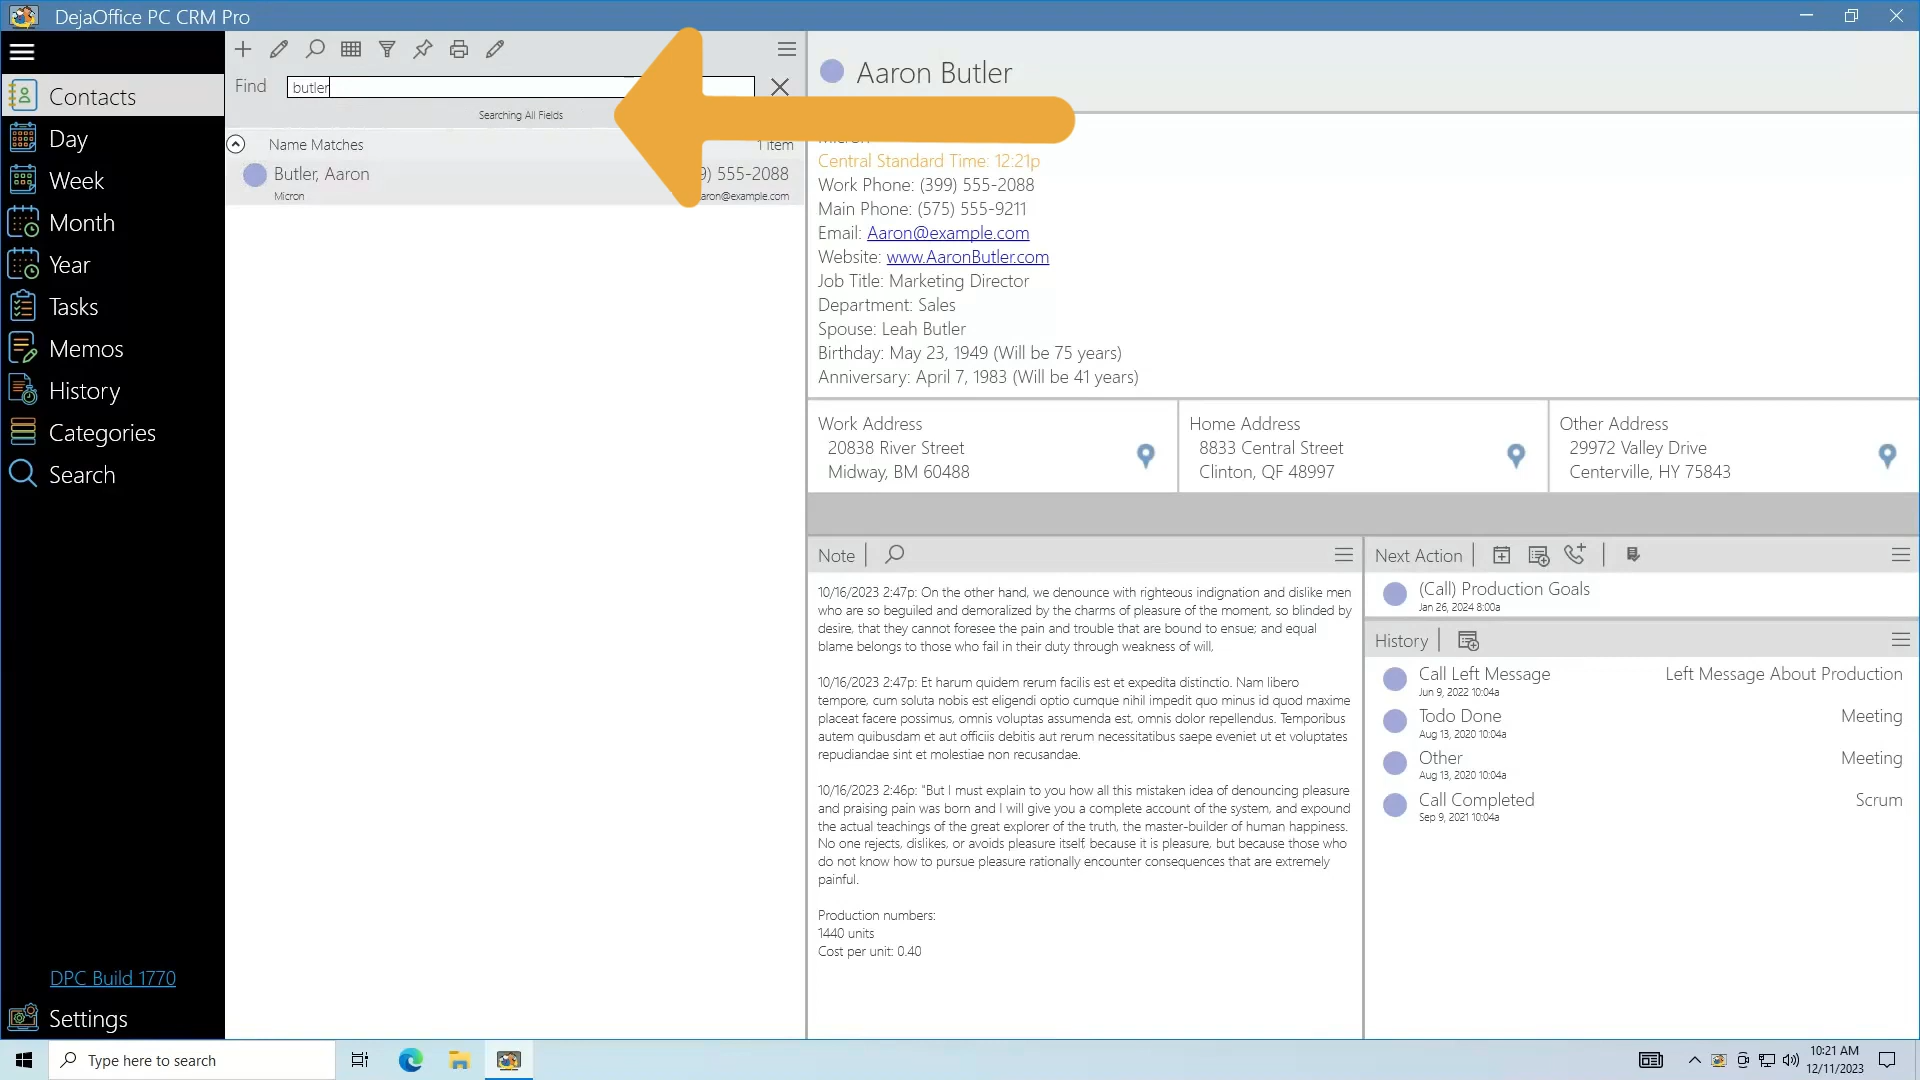 DejaOffice PC CRM Pro
Contacts
Day
Week
Month
Year
Tasks
Memos
History
Categories
Search
DPC Build 1770
Settings
Find
butler
Searching All Fields
Name Matches
1 item
Butler, Aaron
9) 555-2088
Micron
aron@example.com
Aaron Butler
Micron
Central Standard Time: 12:21p
Work Phone: (399) 555-2088
Main Phone: (575) 555-9211
Email: Aaron@example.com
Website: www.AaronButler.com
Job Title: Marketing Director
Department: Sales
Spouse: Leah Butler
Birthday: May 23, 1949 (Will be 75 years)
Anniversary: April 7, 1983 (Will be 41 years)
Work Address
20838 River Street
Midway, BM 60488
Home Address
8833 Central Street
Clinton, QF 48997
Other Address
29972 Valley Drive
Centerville, HY 75843
Note
10/16/2023 2:47p: On the other hand, we denounce with righteous indignation and dislike men
who are so beguiled and demoralized by the charms of pleasure of the moment, so blinded by
desire, that they cannot foresee the pain and trouble that are bound to ensue; and equal
blame belongs to those who fail in their duty through weakness of will,
10/16/2023 2:47p: Et harum quidem rerum facilis est et expedita distinctio. Nam libero
tempore, cum soluta nobis est eligendi optio cumque nihil impedit quo minus id quod maxime
placeat facere possimus, omnis voluptas assumenda est, omnis dolor repellendus. Temporibus
autem quibusdam et aut officiis debitis aut rerum necessitatibus saepe eveniet ut et voluptates
repudiandae sint et molestiae non recusandae.
10/16/2023 2:46p: "But I must explain to you how all this mistaken idea of denouncing pleasure
and praising pain was born and I will give you a complete account of the system, and expound
the actual teachings of the great explorer of the truth, the master-builder of human happiness.
No one rejects, dislikes, or avoids pleasure itself, because it is pleasure, but because those who
do not know how to pursue pleasure rationally encounter consequences that are extremely
painful.
Production numbers:
1440 units
Cost per unit: 0.40
Next Action
(Call) Production Goals
Jan 26, 2024 8:00a
History
Call Left Message
Left Message About Production
Jun 9, 2022 10:04a
Todo Done
Meeting
Aug 13, 2020 10:04a
Other
Meeting
Aug 13, 2020 10:04a
Call Completed
Scrum
Sep 9, 2021 10:04a
Type here to search
10:21 AM
12/11/2023